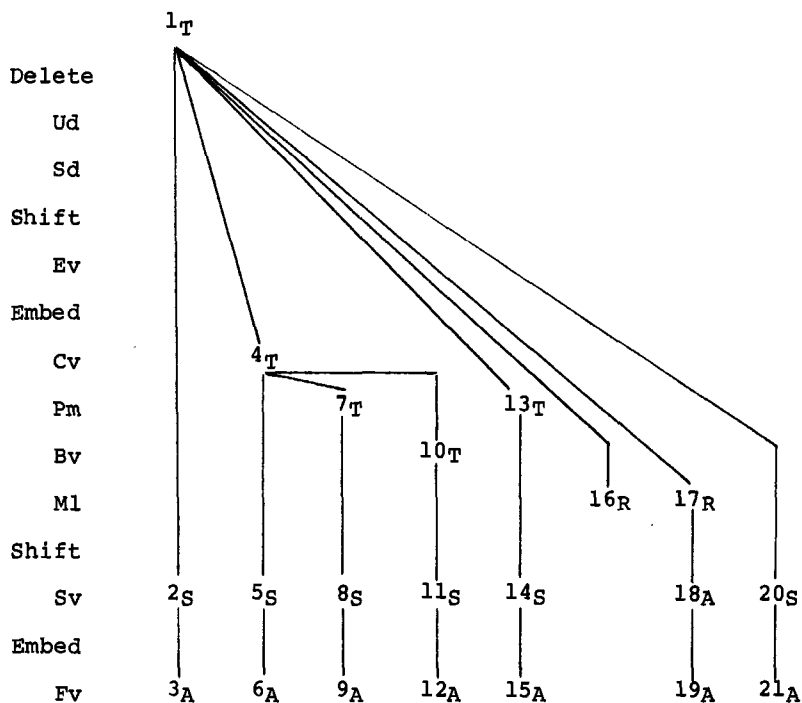 1T
Delete
Ud
Sd
Shift
Ev
Embed
Cv 4T
Pm 7T 13T
Bv 10T
Ml 16R 17R
Shift
Sv 2S 5S 8S 11S 14S 18A 20S
Embed
Fv 3A 6A 9A 12A 15A 19A 21A